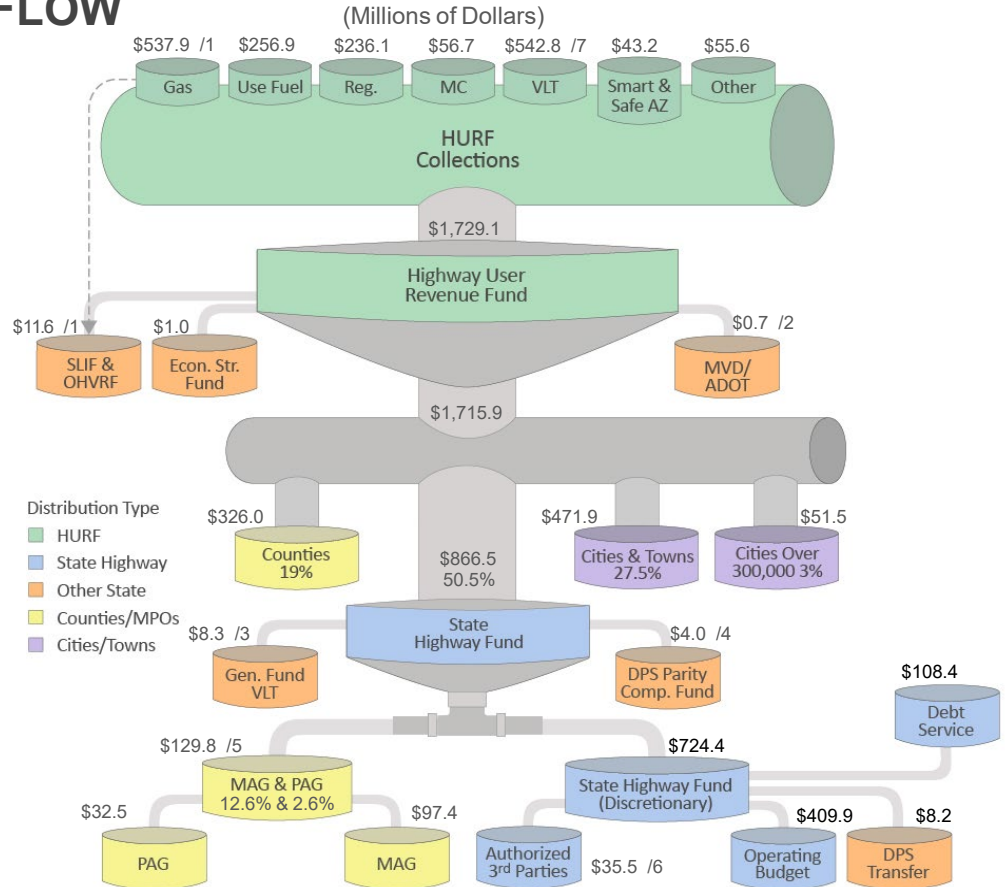 FLOW
(Millions of Dollars)
$537.9 /1 $256.9 $236.1 $56.7 $542.8 /7 $43.2 $55.6
Gas Use Fuel Reg. MC VLT Smart & Other
Safe AZ
HURF
Collections
$1,729.1
Highway User
Revenue Fund
$11.6 /1 $1.0 $0.7 /2
SLIF & Econ. Str. MVD/
OHVRF Fund ADOT
$1,715.9
Distribution Type
HURF
State Highway
Other State
Counties/MPOs
Cities/Towns
$326.0 $471.9 $51.5
Counties Cities & Towns Cities Over
19% 27.5% 300,000 3%
$866.5
50.5%
State
Highway Fund
$8.3 /3 $4.0 /4
Gen. Fund DPS Parity
VLT Comp. Fund
$108.4
Debt
Service
$129.8 /5 $724.4
MAG & PAG State Highway Fund
12.6% & 2.6% (Discretionary)
$32.5 $97.4 $409.9 $8.2
PAG MAG Authorized Operating DPS
3rd Parties $35.5 /6 Budget Transfer